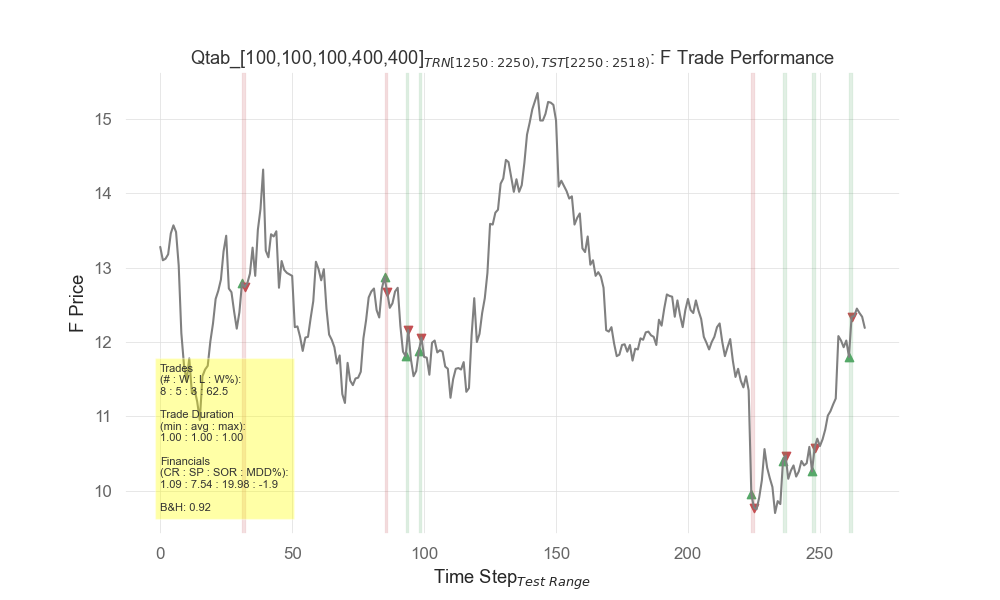 Qtab_[100,100,100,400,400]TRN[1250:2250),TST[2250:2518): F Trade Performance
15
14
13
12
11
10
F Price
Trades
(# : W : L : W%):
8 : 5 : 3 : 62.5
Trade Duration
(min : avg : max):
1.00 : 1.00 : 1.00
Financials
(CR : SP : SOR : MDD%):
1.09 : 7.54 : 19.98 : -1.9
B&H: 0.92
0 50 100 150 200 250
Time StepTest Range